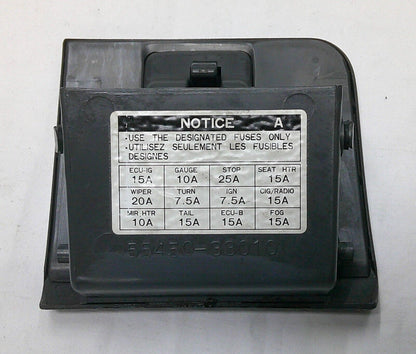 NOTICE A
·USE THE DESIGNATED FUSES ONLY
·UTILISEZ SEULEMENT LES FUSIBLES
DESIGNES
ECU-IG GAUGE STOP SEAT HTR
15A 10A 25A 15A
WIPER TURN IGN CIG/RADIO
20A 7.5A 7.5A 15A
MIR HTR TAIL ECU-B FOG
10A 15A 15A 15A
55450-33010